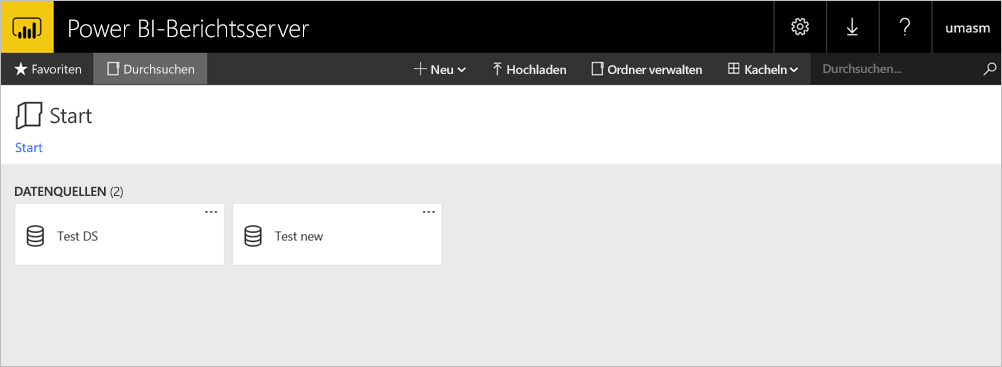 Power BI-Berichtsserver
? umasm
Favoriten Durchsuchen Neu Hochladen Ordner verwalten Kacheln Durchsuchen...
Start
Start
DATENQUELLEN (2)
... ...
Test DS Test new